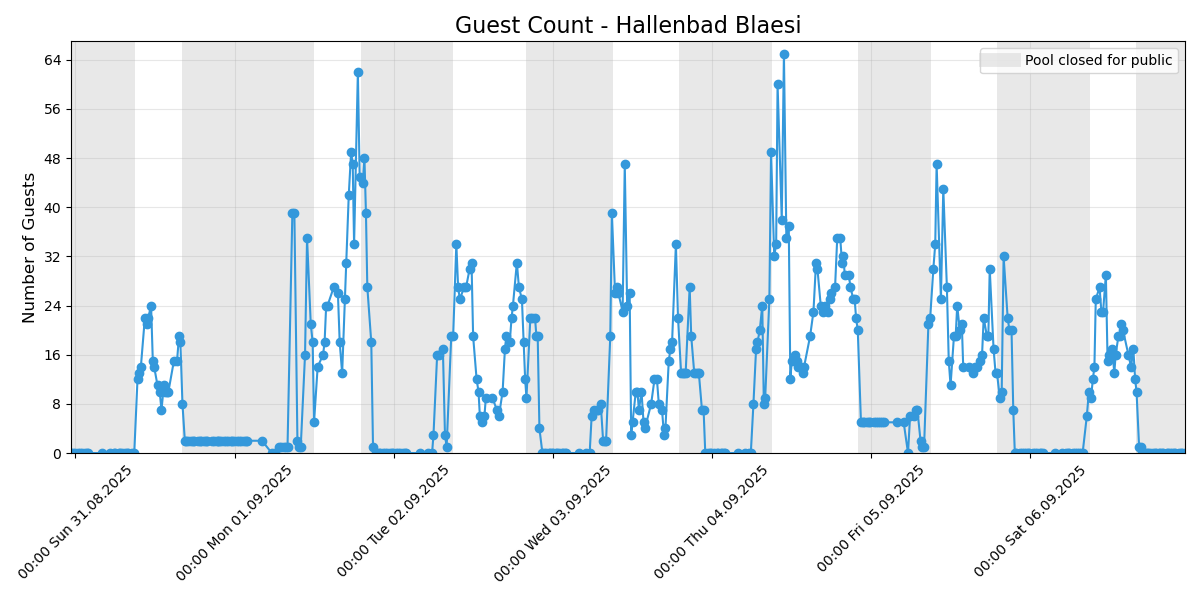 Guest Count - Hallenbad Blaesi
Pool closed for public
Number of Guests
64
56
48
40
32
24
16
8
0
00:00 Sun 31.08.2025
00:00 Mon 01.09.2025
00:00 Tue 02.09.2025
00:00 Wed 03.09.2025
00:00 Thu 04.09.2025
00:00 Fri 05.09.2025
00:00 Sat 06.09.2025